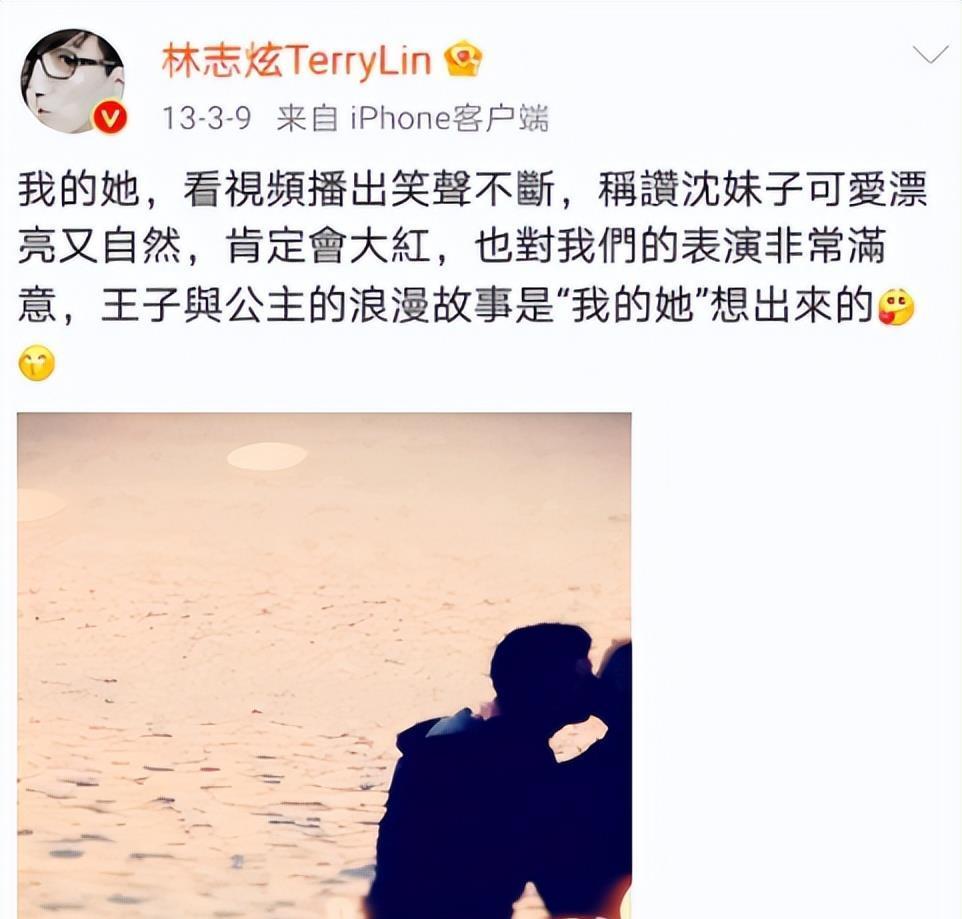 林志炫TerryLin
13-3-9 来自 iPhone客户端
我的她，看視頻播出笑聲不斷，稱讚沈妹子可愛漂
亮又自然，肯定會大紅，也對我們的表演非常滿
意，王子與公主的浪漫故事是“我的她”想出來的